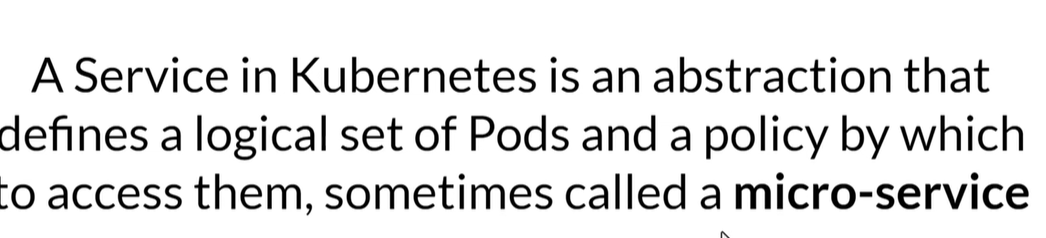 A Service in Kubernetes is an abstraction that
defines a logical set of Pods and a policy by which
to access them, sometimes called a micro-service